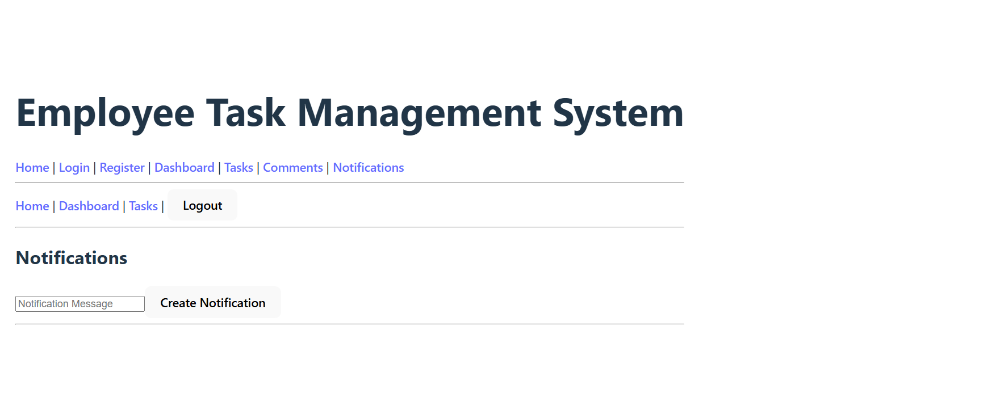 Employee Task Management System
Home | Login | Register | Dashboard | Tasks | Comments | Notifications
Home | Dashboard | Tasks | Logout
Notifications
Notification Message Create Notification